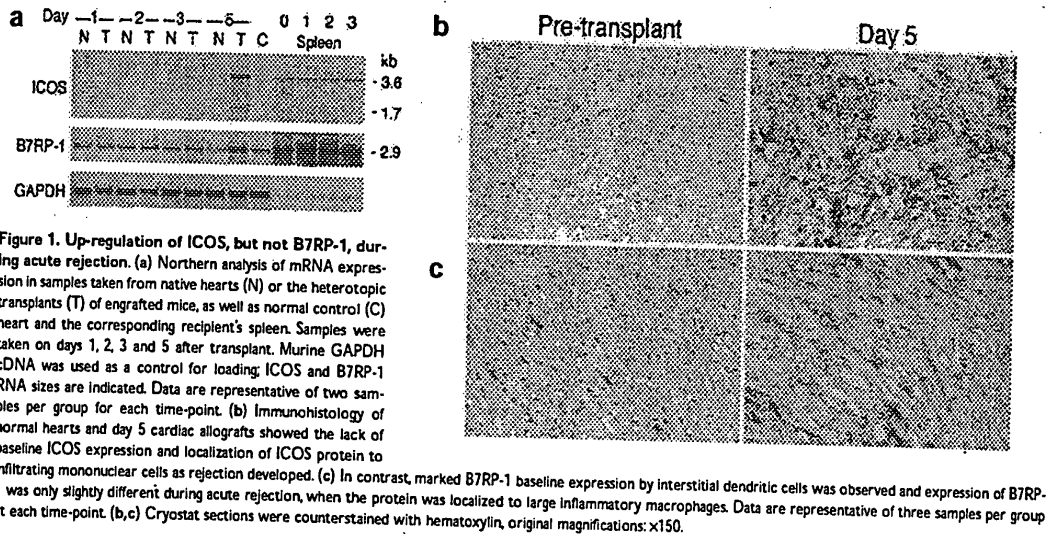 a Day —1— —2— —3— —5— 0 1 2 3
N T N T N T N T C Spleen
kb
ICOS
- 3.6
- 1.7
B7RP-1
- 2.9
GAPDH
b Pre-transplant Day 5
c
Figure 1. Up-regulation of ICOS, but not B7RP-1, dur-
ing acute rejection. (a) Northern analysis of mRNA expres-
sion in samples taken from native hearts (N) or the heterotopic
transplants (T) of engrafted mice, as well as normal control (C)
heart and the corresponding recipient's spleen. Samples were
taken on days 1, 2, 3 and 5 after transplant. Murine GAPDH
cDNA was used as a control for loading; ICOS and B7RP-1
RNA sizes are indicated. Data are representative of two sam-
ples per group for each time-point. (b) Immunohistology of
normal hearts and day 5 cardiac allografts showed the lack of
baseline ICOS expression and localization of ICOS protein to
nfiltrating mononuclear cells as rejection developed. (c) In contrast, marked B7RP-1 baseline expression by interstitial dendritic cells was observed and expression of B7RP-
was only slightly different during acute rejection, when the protein was localized to large inflammatory macrophages. Data are representative of three samples per group
t each time-point. (b,c) Cryostat sections were counterstained with hematoxylin, original magnifications: x150.